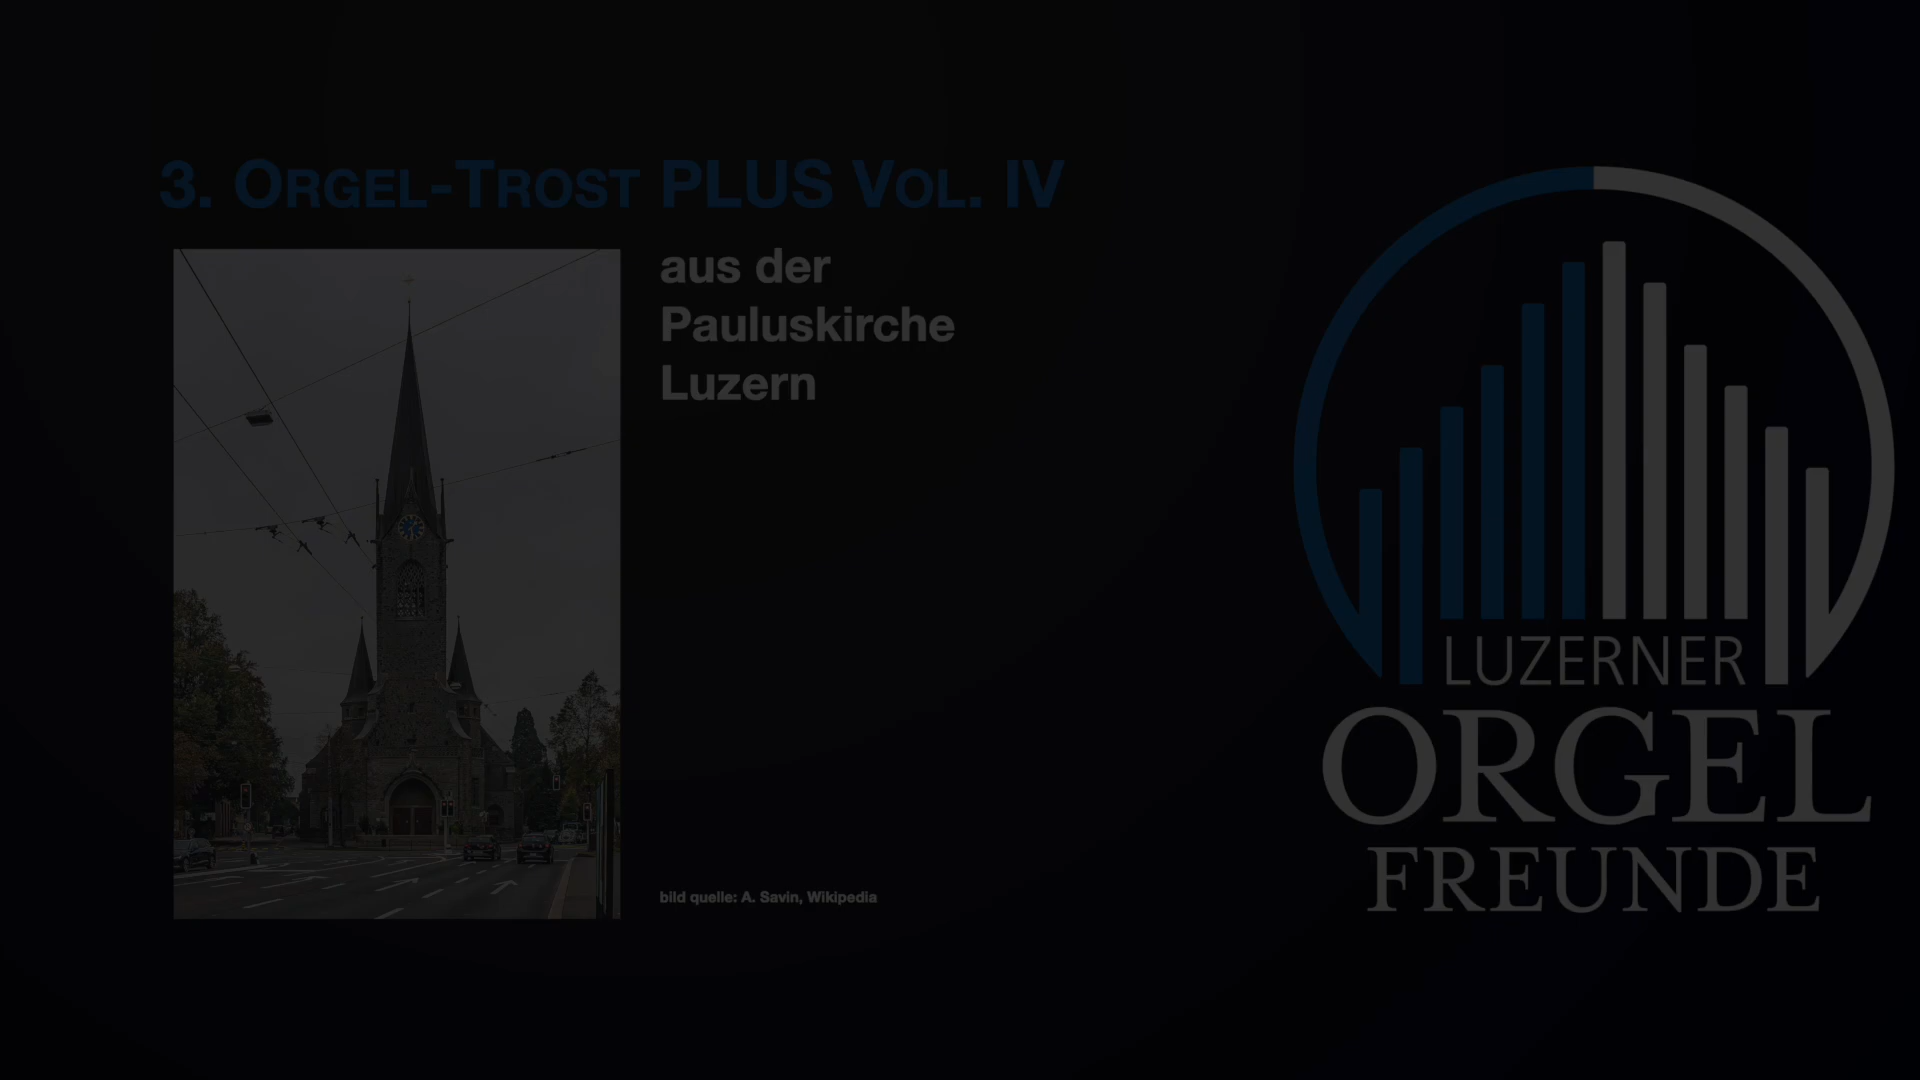 3. Orgel-Trost PLUS Vol. IV
aus der
Pauluskirche
Luzern
bild quelle: A. Savin, Wikipedia
LUZERNER
ORGEL
FREUNDE